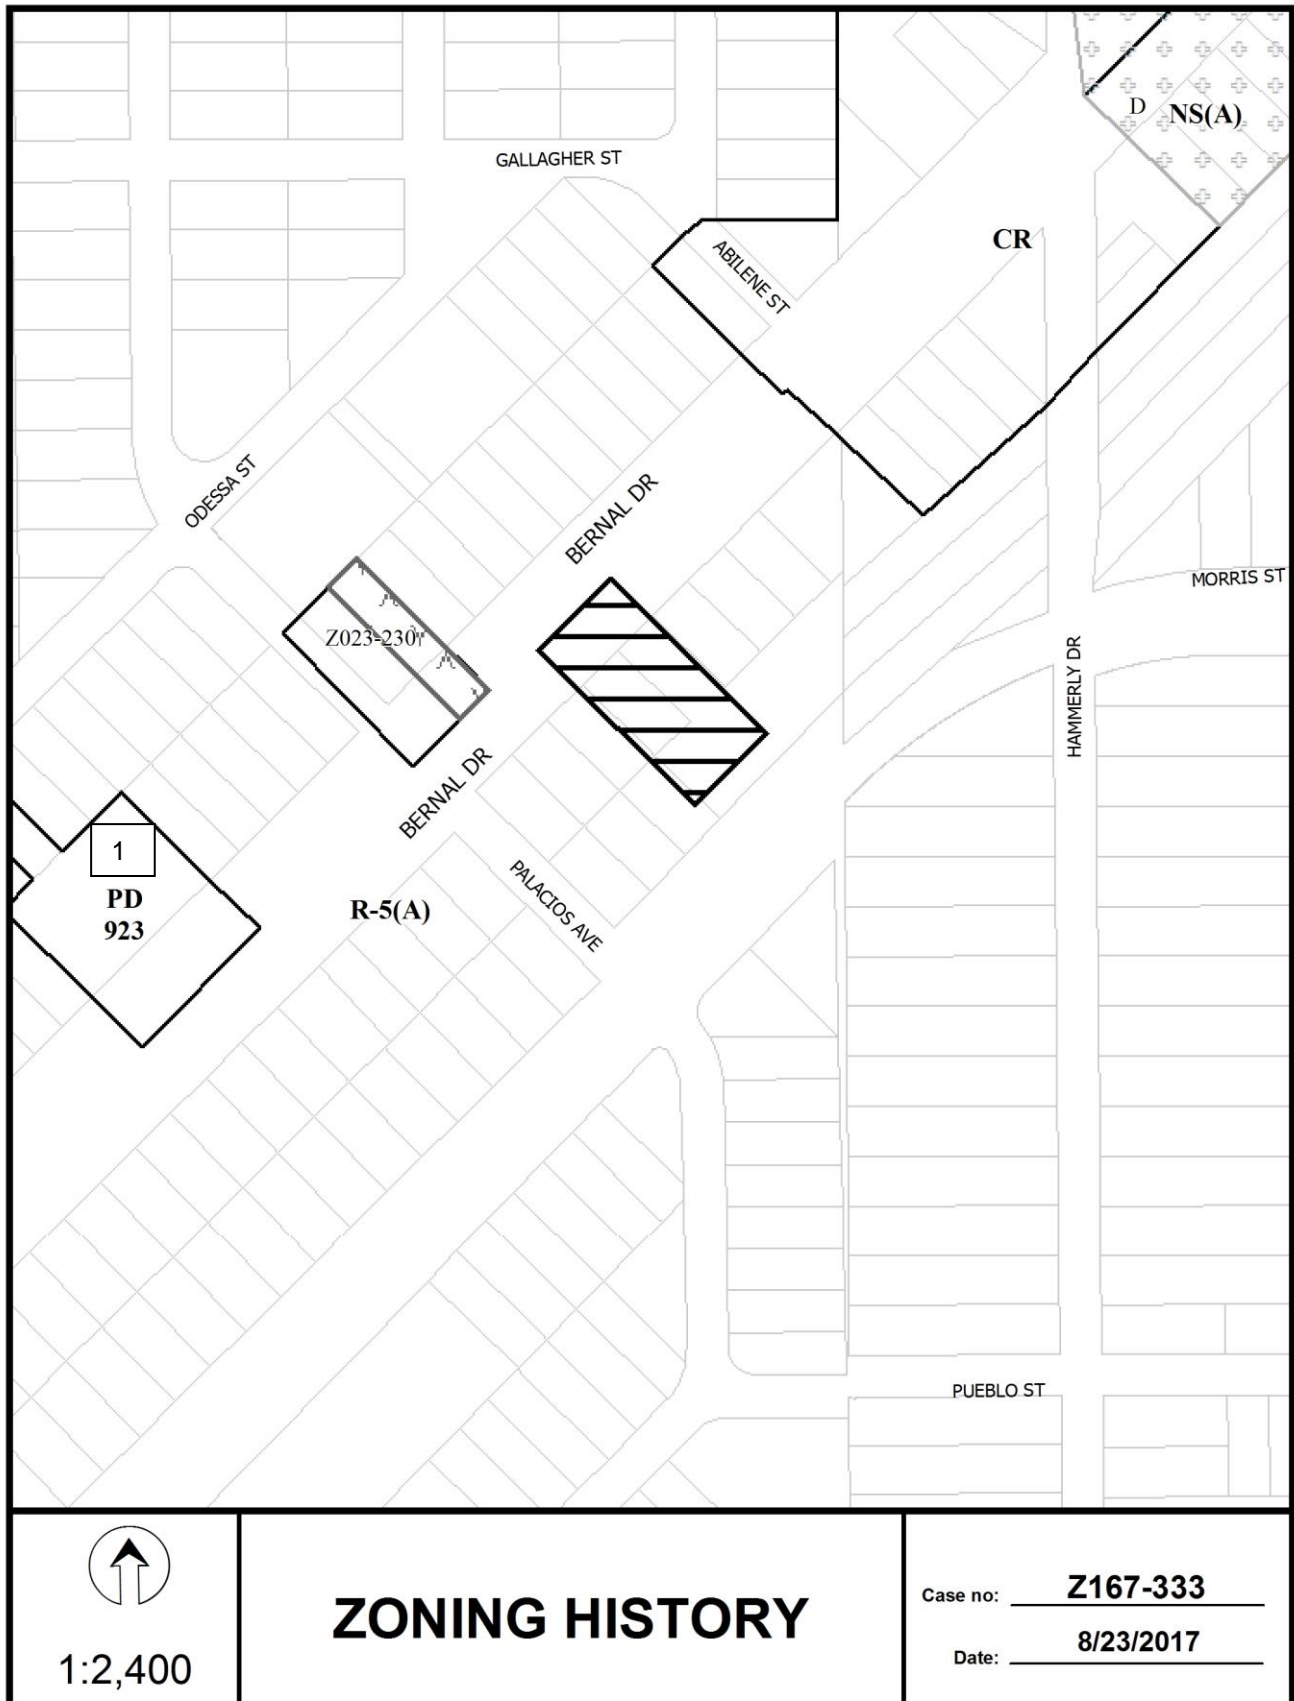 GALLAGHER ST
D
NS(A)
ABILENE ST
CR
ODESSA ST
BERNAL DR
MORRIS ST
Z023-230
HAMMERLY DR
BERNAL DR
1
PD
923
R-5(A)
PALACIOS AVE
PUEBLO ST
1:2,400
ZONING HISTORY
Case no: Z167-333
Date: 8/23/2017